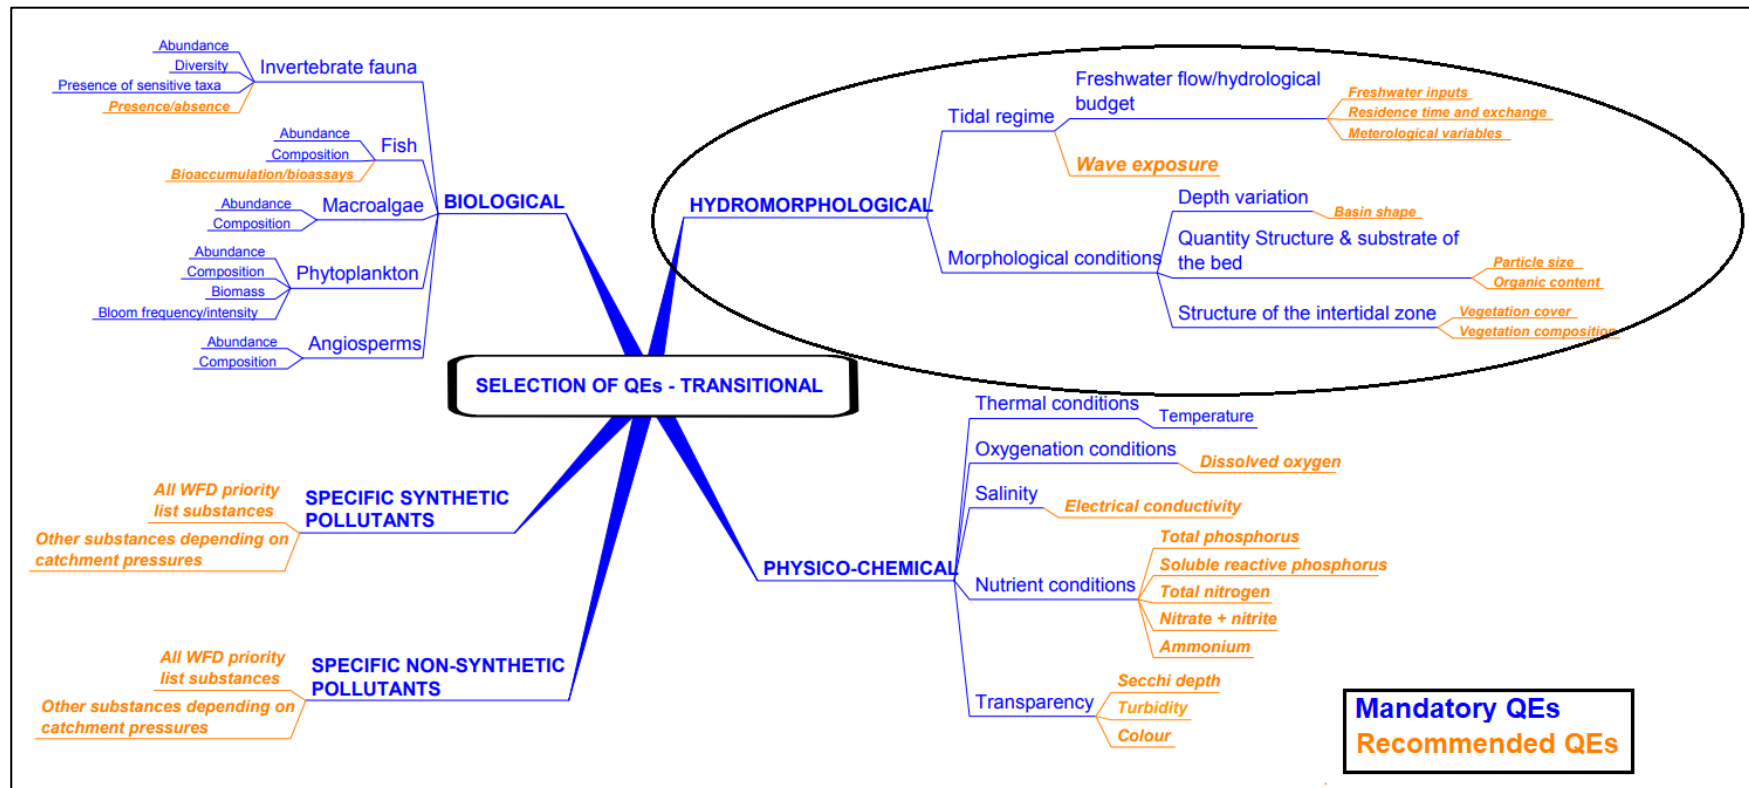 Abundance
Diversity
Presence of sensitive taxa
Presence/absence
Invertebrate fauna
Abundance
Composition
Bioaccumulation/bioassays
Fish
Abundance
Composition
Macroalgae
Abundance
Composition
Biomass
Bloom frequency/intensity
Phytoplankton
Abundance
Composition
Angiosperms
BIOLOGICAL
HYDROMORPHOLOGICAL
Tidal regime
Freshwater flow/hydrological
budget
Freshwater inputs
Residence time and exchange
Meterological variables
Wave exposure
Morphological conditions
Depth variation
Basin shape
Quantity Structure & substrate of
the bed
Particle size
Organic content
Structure of the intertidal zone
Vegetation cover
Vegetation composition
SELECTION OF QEs - TRANSITIONAL
All WFD priority
list substances
Other substances depending on
catchment pressures
SPECIFIC SYNTHETIC
POLLUTANTS
All WFD priority
list substances
Other substances depending on
catchment pressures
SPECIFIC NON-SYNTHETIC
POLLUTANTS
PHYSICO-CHEMICAL
Thermal conditions
Temperature
Oxygenation conditions
Dissolved oxygen
Salinity
Electrical conductivity
Nutrient conditions
Total phosphorus
Soluble reactive phosphorus
Total nitrogen
Nitrate + nitrite
Ammonium
Transparency
Secchi depth
Turbidity
Colour
Mandatory QEs
Recommended QEs